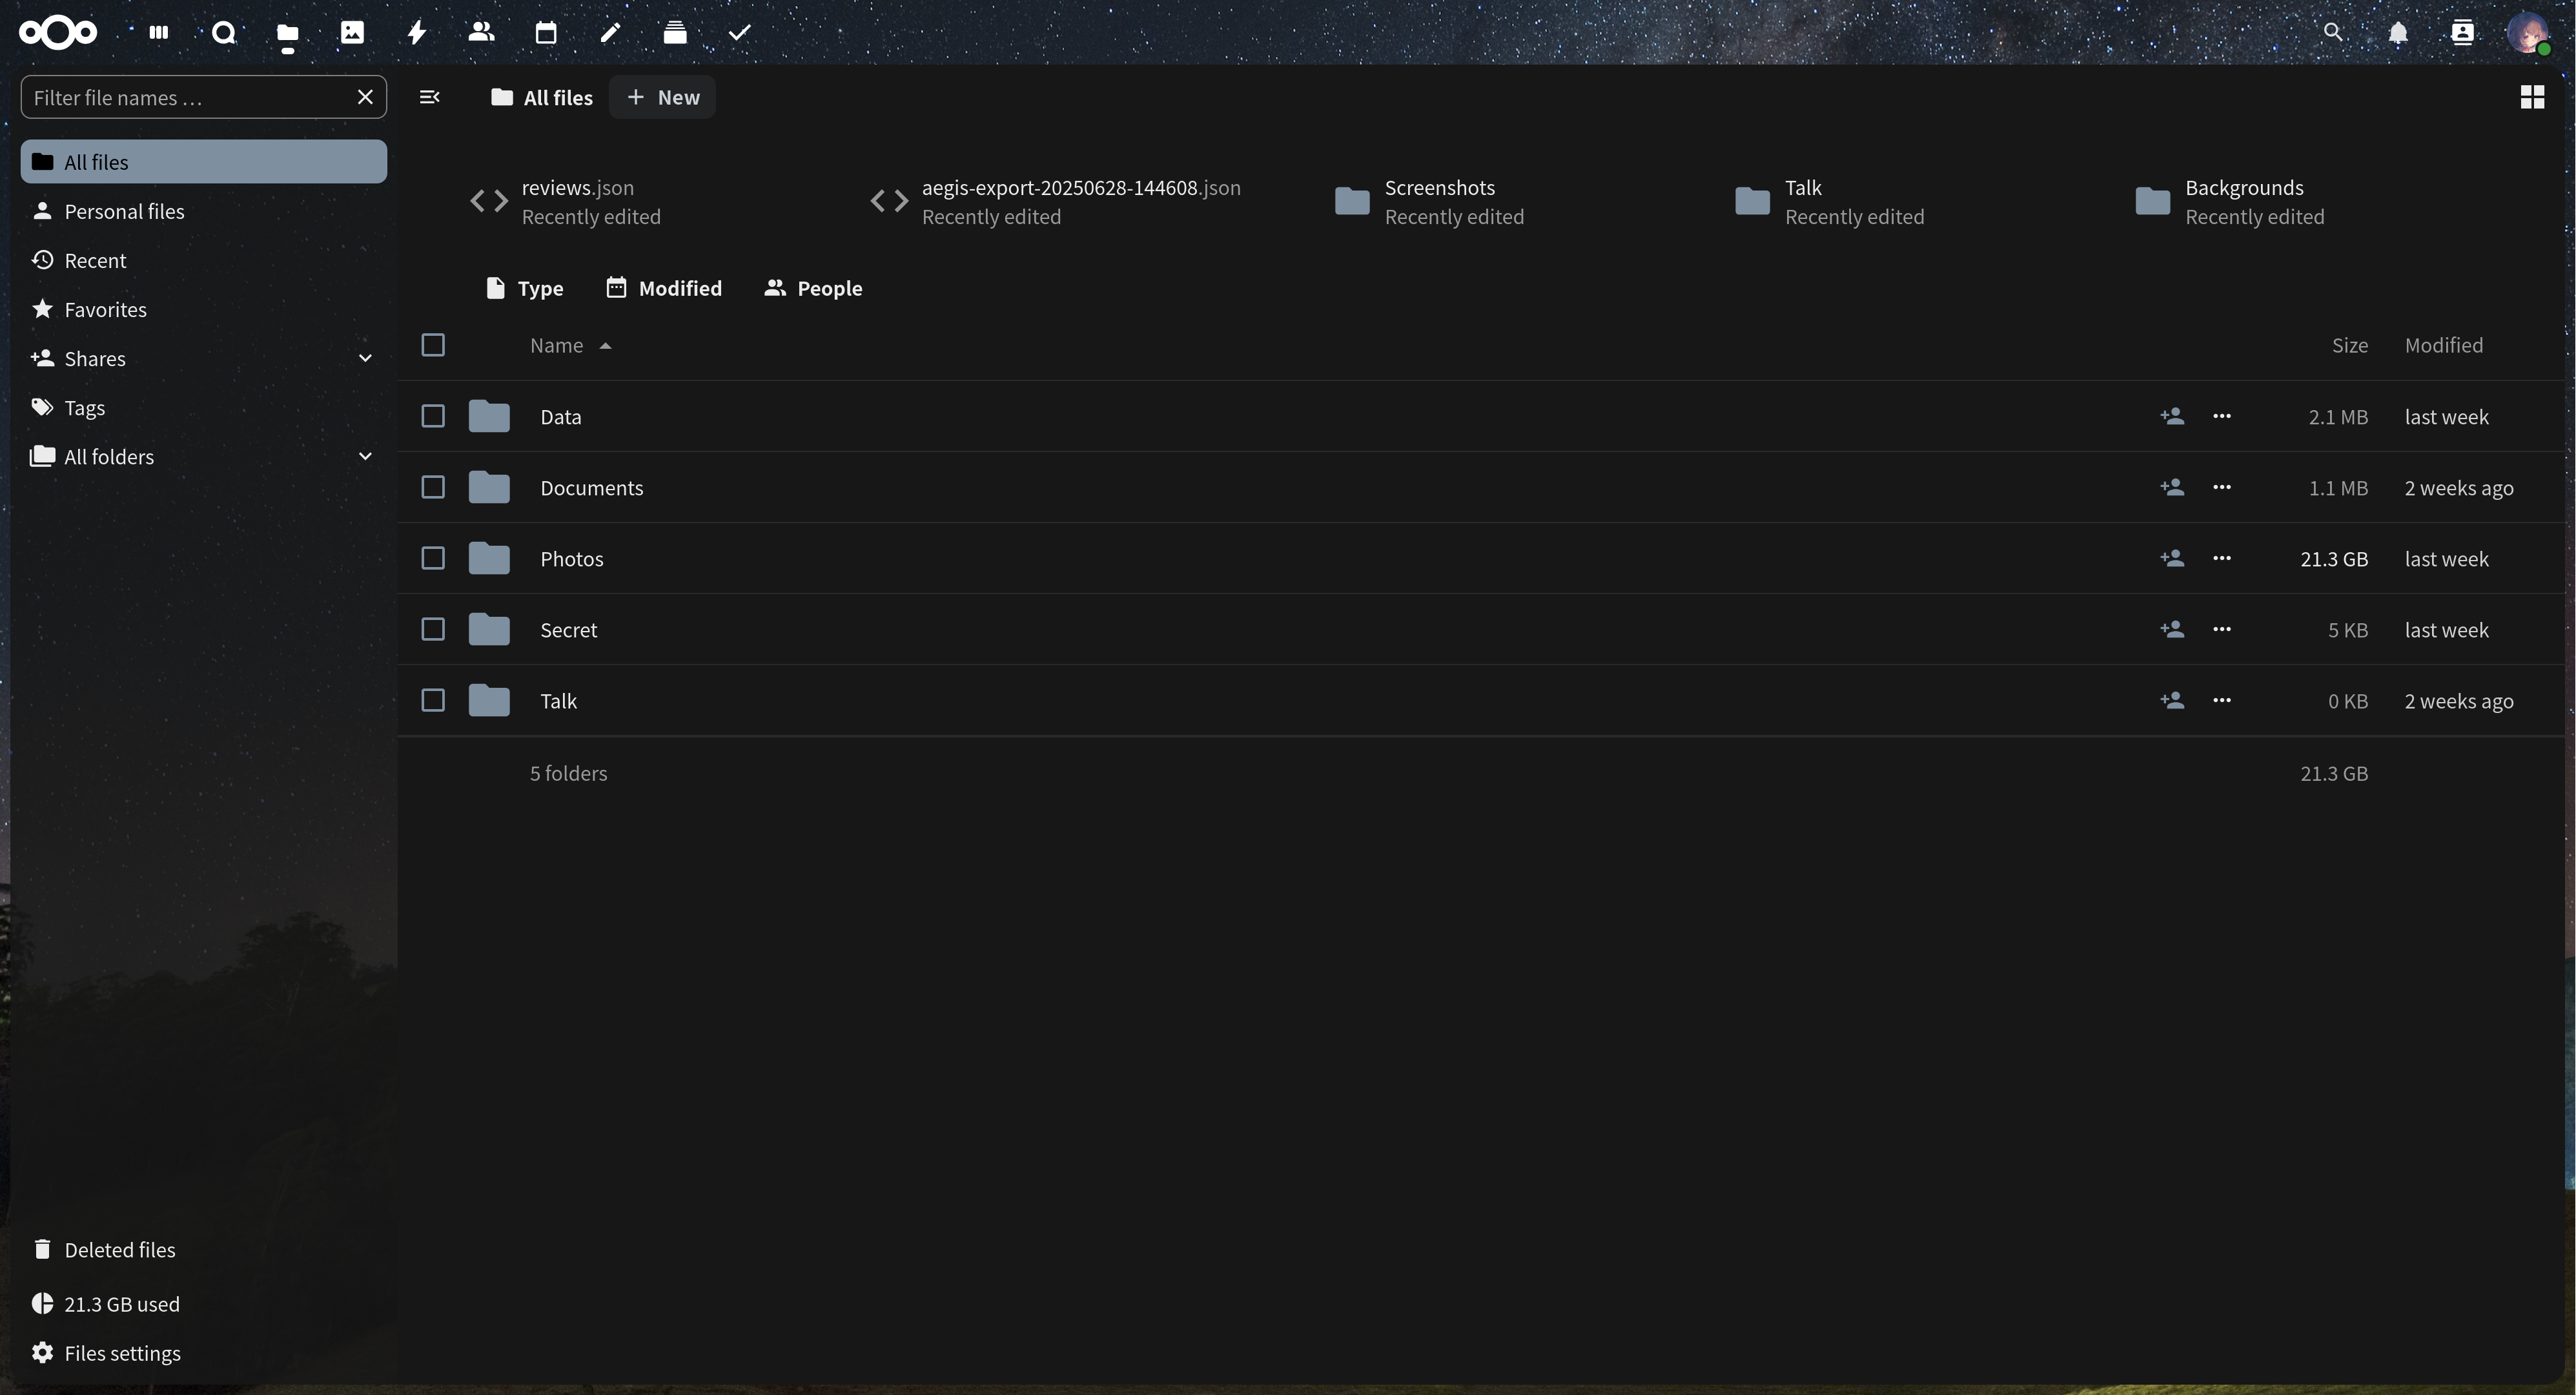 Filter file names …
All files
Personal files
Recent
Favorites
Shares
Tags
All folders
Deleted files
21.3 GB used
Files settings
All files
New
reviews.json
Recently edited
aegis-export-20250628-144608.json
Recently edited
Screenshots
Recently edited
Talk
Recently edited
Backgrounds
Recently edited
Type Modified People
Name Size Modified
Data 2.1 MB last week
Documents 1.1 MB 2 weeks ago
Photos 21.3 GB last week
Secret 5 KB last week
Talk 0 KB 2 weeks ago
5 folders 21.3 GB